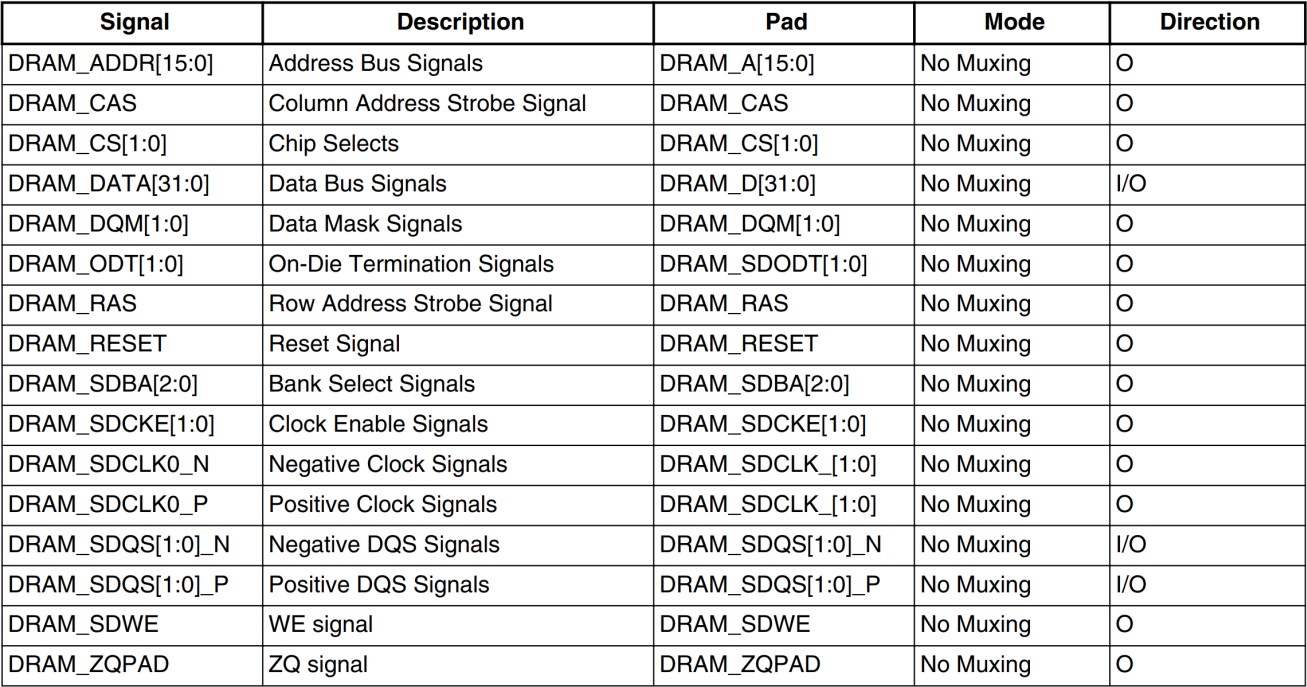 Signal Description Pad Mode Direction
DRAM_ADDR[15:0] Address Bus Signals DRAM_A[15:0] No Muxing O
DRAM_CAS Column Address Strobe Signal DRAM_CAS No Muxing O
DRAM_CS[1:0] Chip Selects DRAM_CS[1:0] No Muxing O
DRAM_DATA[31:0] Data Bus Signals DRAM_D[31:0] No Muxing I/O
DRAM_DQM[1:0] Data Mask Signals DRAM_DQM[1:0] No Muxing O
DRAM_ODT[1:0] On-Die Termination Signals DRAM_SDODT[1:0] No Muxing O
DRAM_RAS Row Address Strobe Signal DRAM_RAS No Muxing O
DRAM_RESET Reset Signal DRAM_RESET No Muxing O
DRAM_SDBA[2:0] Bank Select Signals DRAM_SDBA[2:0] No Muxing O
DRAM_SDCKE[1:0] Clock Enable Signals DRAM_SDCKE[1:0] No Muxing O
DRAM_SDCLK0_N Negative Clock Signals DRAM_SDCLK_[1:0] No Muxing O
DRAM_SDCLK0_P Positive Clock Signals DRAM_SDCLK_[1:0] No Muxing O
DRAM_SDQS[1:0]_N Negative DQS Signals DRAM_SDQS[1:0]_N No Muxing I/O
DRAM_SDQS[1:0]_P Positive DQS Signals DRAM_SDQS[1:0]_P No Muxing I/O
DRAM_SDWE WE signal DRAM_SDWE No Muxing O
DRAM_ZQPAD ZQ signal DRAM_ZQPAD No Muxing O